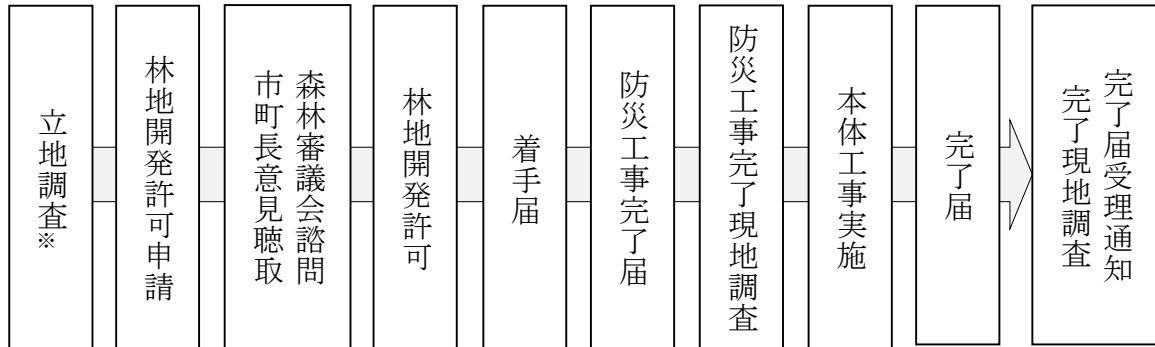 立地調査※
林地開発許可申請
森林審議会諮問
市町長意見聴取
林地開発許可
着手届
防災工事完了届
防災工事完了現地調査
本体工事実施
完了届
完了届受理通知
完了現地調査